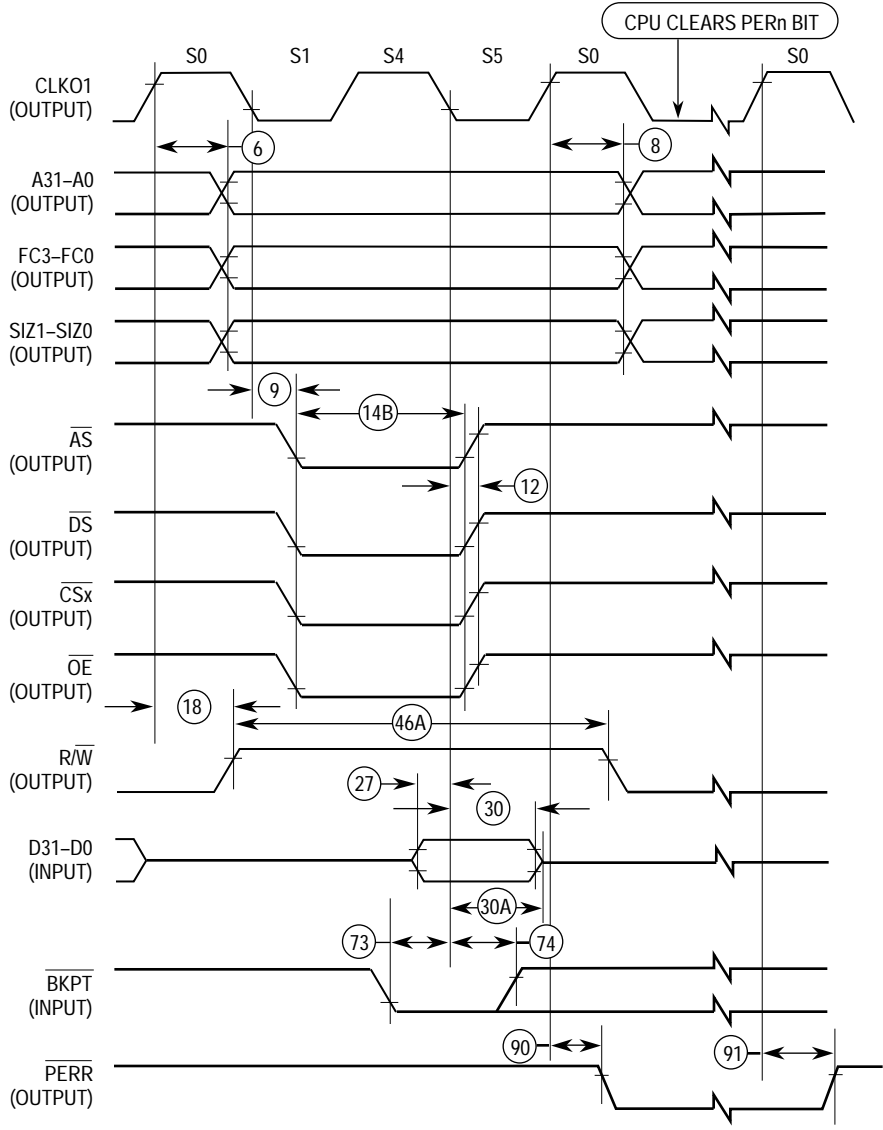 CPU CLEARS PERn BIT
S0 S1 S4 S5 S0 S0
CLKO1
(OUTPUT)
6 8
A31–A0
(OUTPUT)
FC3–FC0
(OUTPUT)
SIZ1–SIZ0
(OUTPUT)
9
14B
AS
(OUTPUT)
12
DS
(OUTPUT)
CSx
(OUTPUT)
OE
(OUTPUT)
18
46A
R/W
(OUTPUT)
27
30
D31–D0
(INPUT)
30A
73 74
BKPT
(INPUT)
90 91
PERR
(OUTPUT)